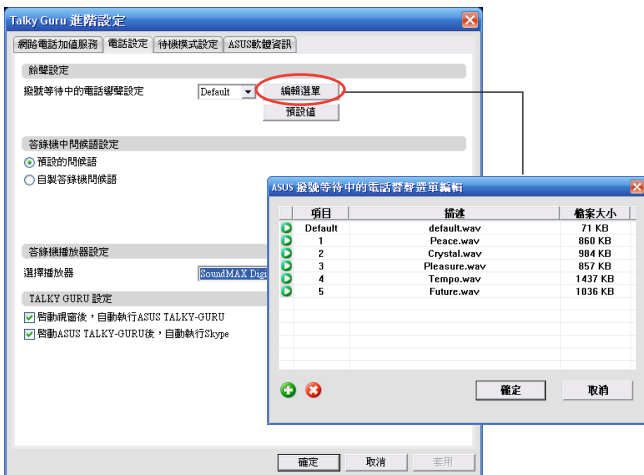 Talky Guru 進階設定
網路電話加值服務 電話設定 待機模式設定 ASUS軟體資訊
鈴聲設定
撥號等待中的電話響聲設定 Default 編輯選單
預設值
答錄機中問候語設定
預設的問候語
自製答錄機問候語
答錄機播放器設定
選擇播放器 SoundMAX Digi
TALKY GURU 設定
啟動視窗後，自動執行ASUS TALKY-GURU
啟動ASUS TALKY-GURU後，自動執行Skype
確定 取消 套用
ASUS 撥號等待中的電話響聲選單編輯
項目 描述 檔案大小
Default default.wav 71 KB
1 Peace.wav 860 KB
2 Crystal.wav 984 KB
3 Pleasure.wav 857 KB
4 Tempo.wav 1437 KB
5 Future.wav 1036 KB
確定 取消